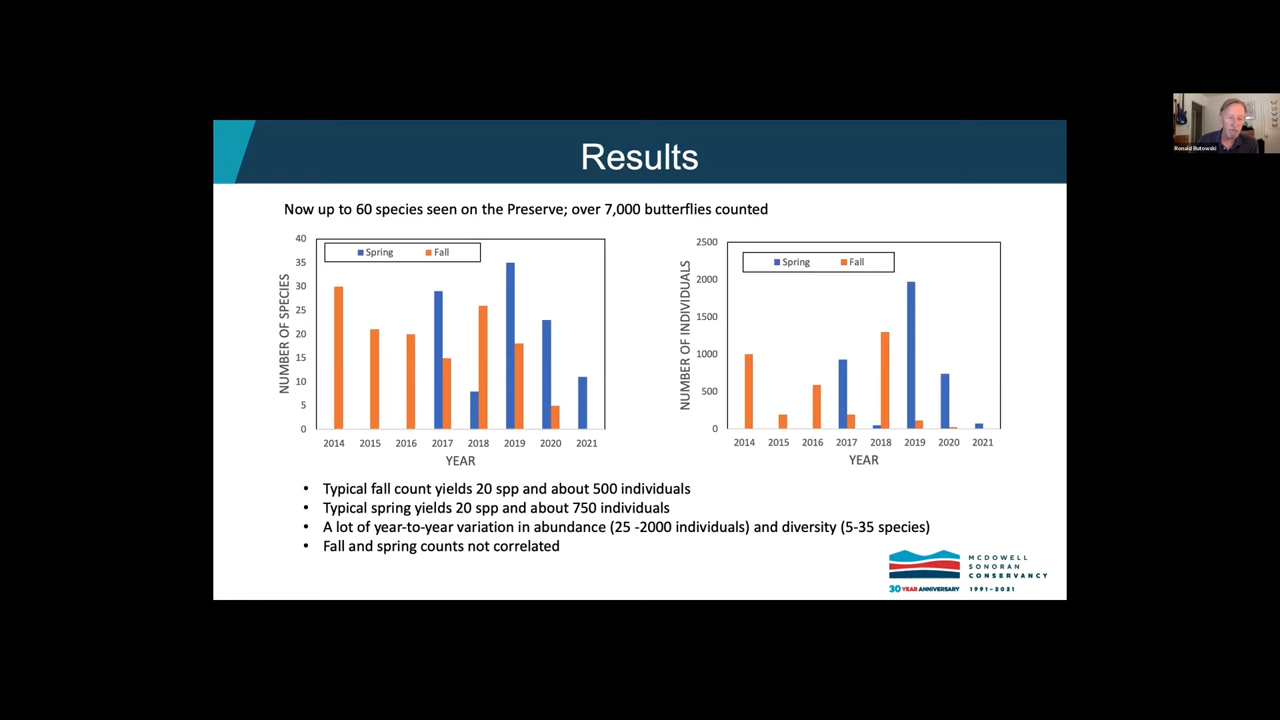 Results
Ronald Rutowski
Now up to 60 species seen on the Preserve; over 7,000 butterflies counted
40
35
30
25
20
15
10
5
0
NUMBER OF SPECIES
Spring Fall
2014 2015 2016 2017 2018 2019 2020 2021
YEAR
2500
2000
1500
1000
500
0
NUMBER OF INDIVIDUALS
Spring Fall
2014 2015 2016 2017 2018 2019 2020 2021
YEAR
• Typical fall count yields 20 spp and about 500 individuals
• Typical spring yields 20 spp and about 750 individuals
• A lot of year-to-year variation in abundance (25 -2000 individuals) and diversity (5-35 species)
• Fall and spring counts not correlated
MCDOWELL
SONORAN
CONSERVANCY
30 YEAR ANNIVERSARY 1991-2021